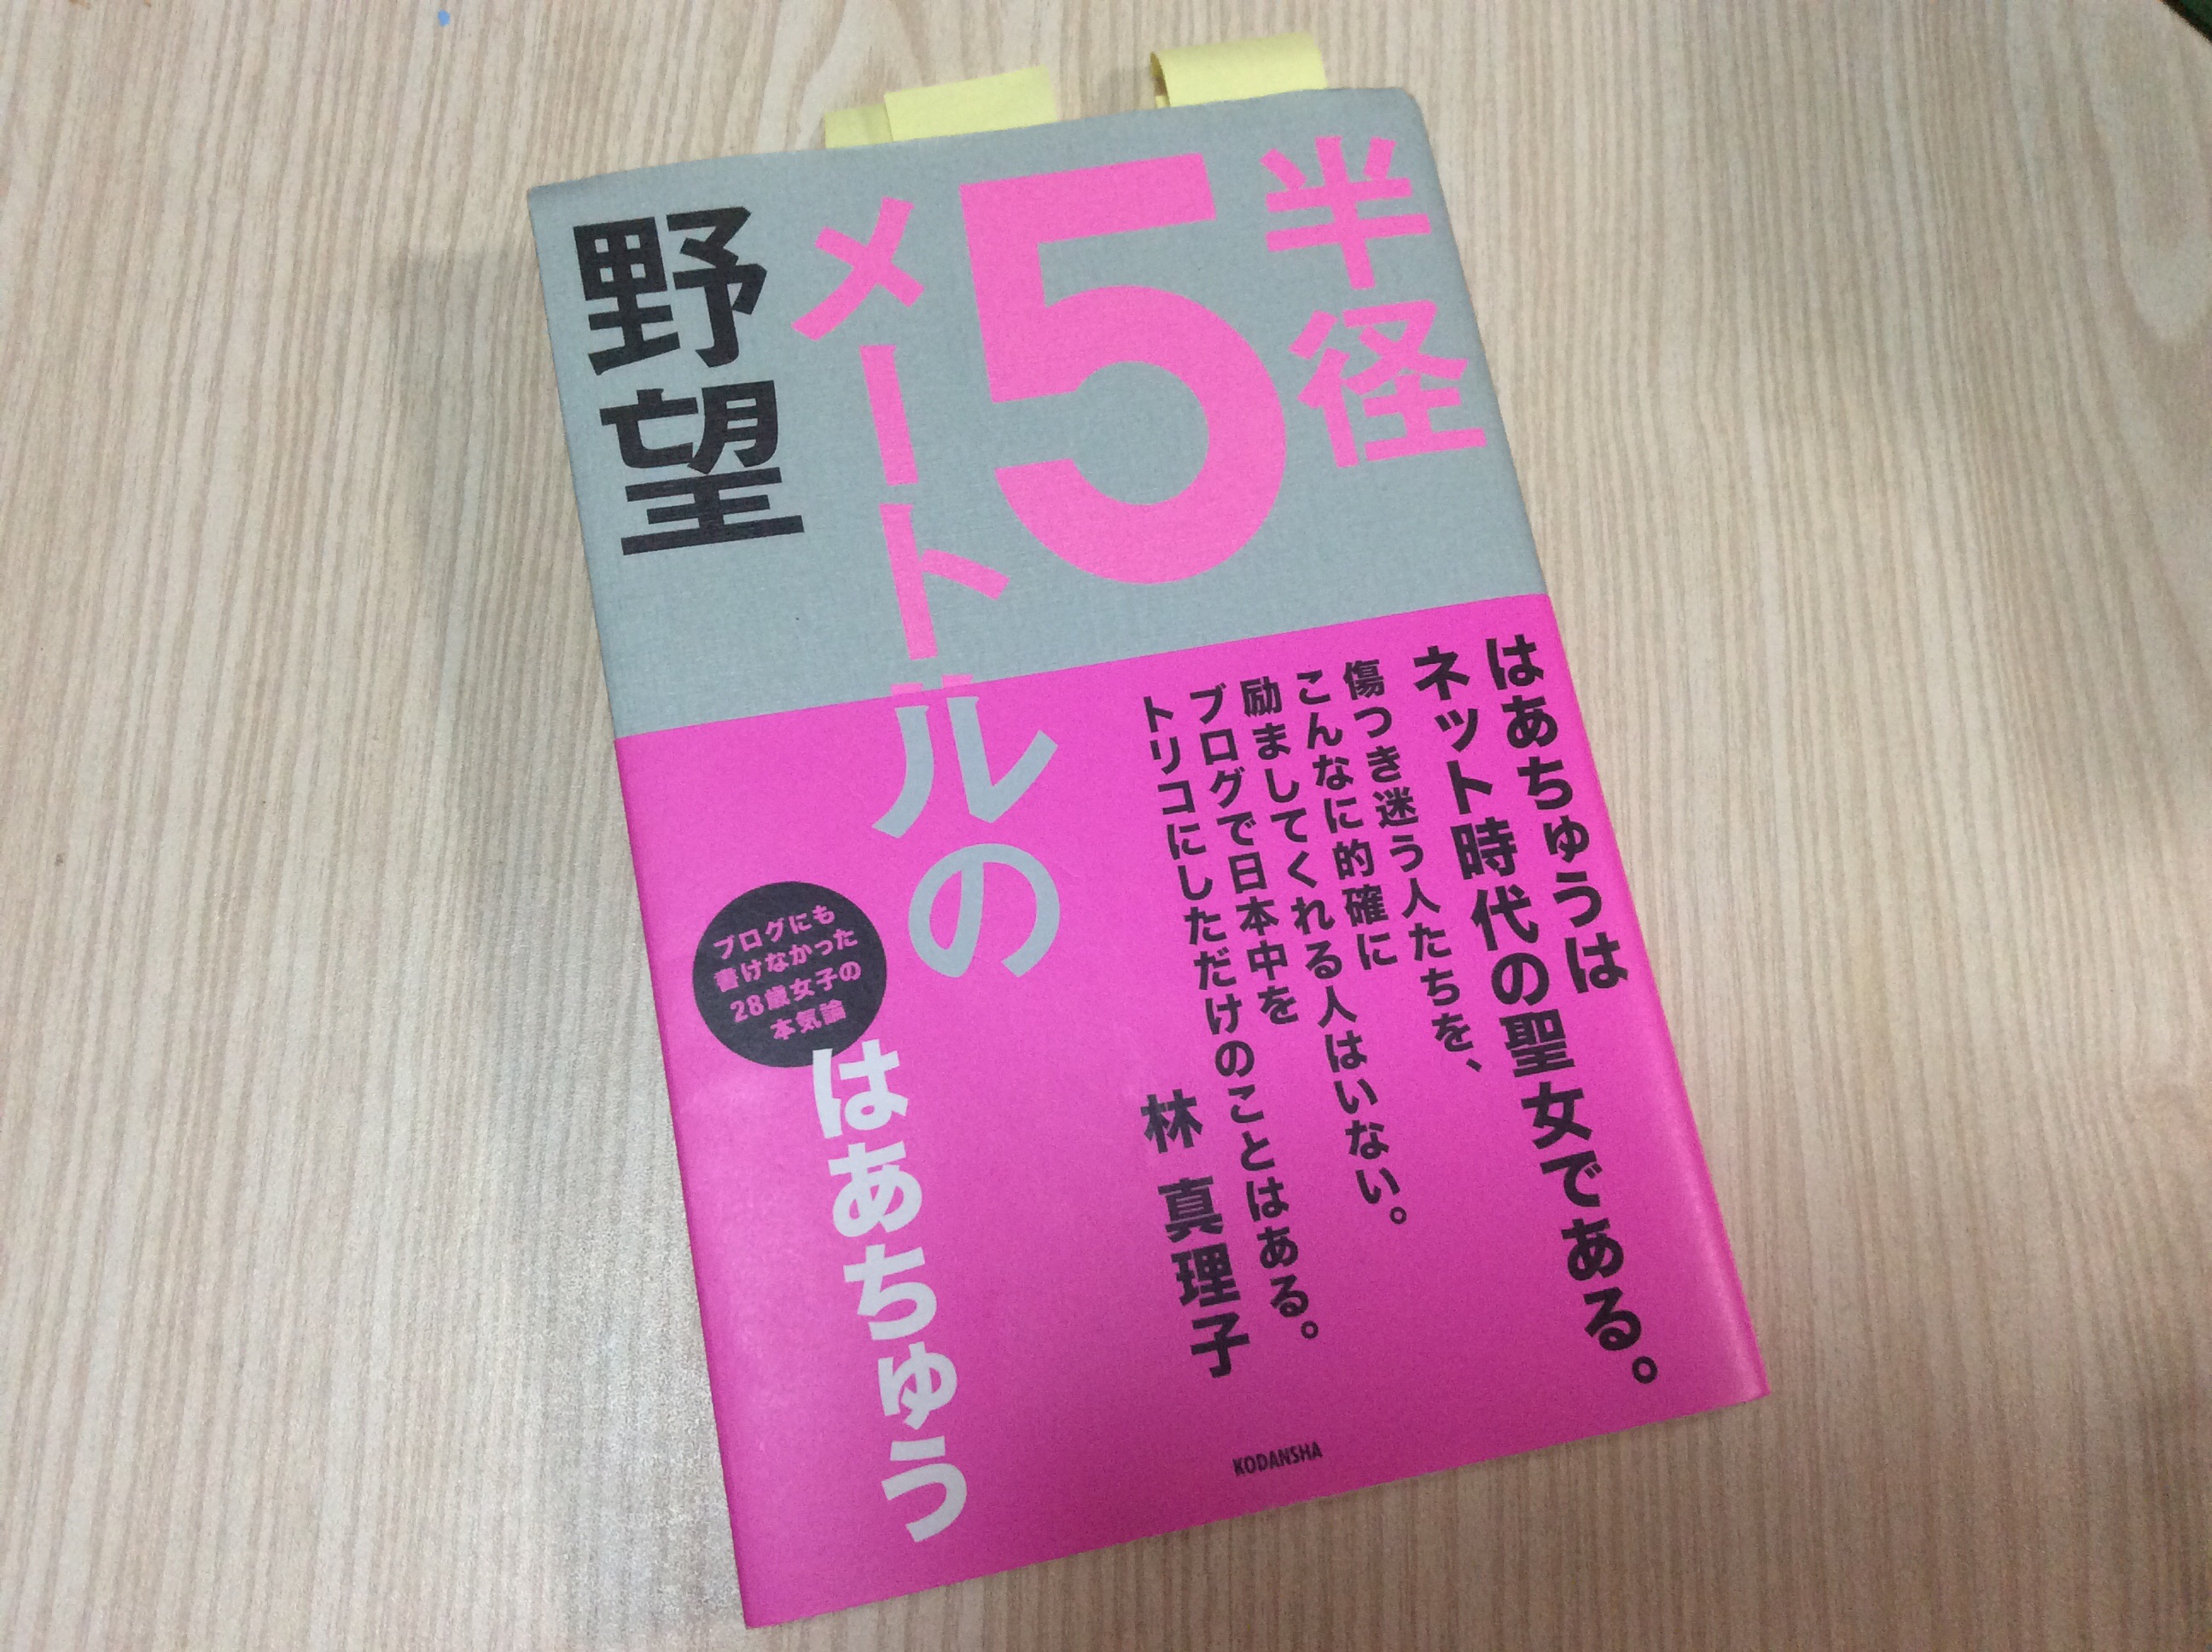 半径
5
メートルの
野望
はあちゅうは
ネット時代の聖女である。
傷つき迷う人たちを、
こんなに的確に
励ましてくれる人はいない。
ブログで日本中を
トリコにしただけのことはある。
林 真理子
ブログにも
書けなかった
28歳女子の
本気論
はあちゅう
KODANSHA